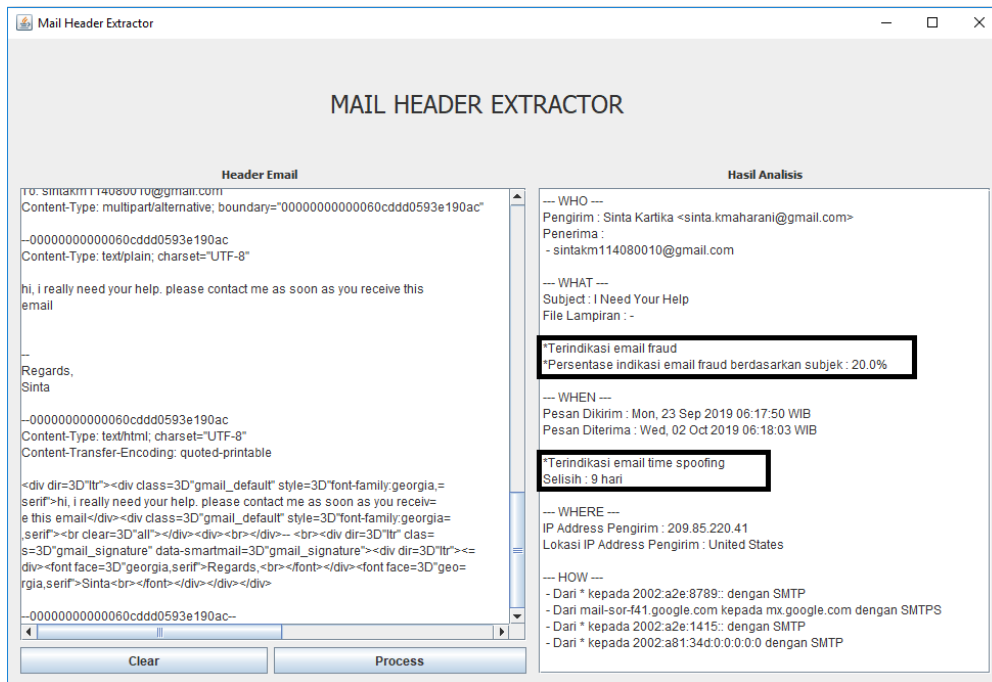 Mail Header Extractor
MAIL HEADER EXTRACTOR
Header Email
To: sintakm114080010@gmail.com
Content-Type: multipart/alternative; boundary="00000000000060cddd0593e190ac"
--00000000000060cddd0593e190ac
Content-Type: text/plain; charset="UTF-8"
hi, i really need your help. please contact me as soon as you receive this
email
--
Regards,
Sinta
--00000000000060cddd0593e190ac
Content-Type: text/html; charset="UTF-8"
Content-Transfer-Encoding: quoted-printable
<div dir=3D"ltr"><div class=3D"gmail_default" style=3D"font-family:georgia,=
serif">hi, i really need your help. please contact me as soon as you receiv=
e this email</div><div class=3D"gmail_default" style=3D"font-family:georgia=
,serif"><br clear=3D"all"></div><div><br></div>-- <br><div dir=3D"ltr" clas=
s=3D"gmail_signature" data-smartmail=3D"gmail_signature"><div dir=3D"ltr"><=
div><font face=3D"georgia,serif">Regards,<br></font></div><font face=3D"geo=
rgia,serif">Sinta<br></font></div></div></div>
--00000000000060cddd0593e190ac--
Clear
Process
Hasil Analisis
--- WHO ---
Pengirim : Sinta Kartika <sinta.kmaharani@gmail.com>
Penerima :
- sintakm114080010@gmail.com
--- WHAT ---
Subject : I Need Your Help
File Lampiran : -
*Terindikasi email fraud
*Persentase indikasi email fraud berdasarkan subjek : 20.0%
--- WHEN ---
Pesan Dikirim : Mon, 23 Sep 2019 06:17:50 WIB
Pesan Diterima : Wed, 02 Oct 2019 06:18:03 WIB
*Terindikasi email time spoofing
Selisih : 9 hari
--- WHERE ---
IP Address Pengirim : 209.85.220.41
Lokasi IP Address Pengirim : United States
--- HOW ---
- Dari * kepada 2002:a2e:8789:: dengan SMTP
- Dari mail-sor-f41.google.com kepada mx.google.com dengan SMTPS
- Dari * kepada 2002:a2e:1415:: dengan SMTP
- Dari * kepada 2002:a81:34d:0:0:0:0:0 dengan SMTP